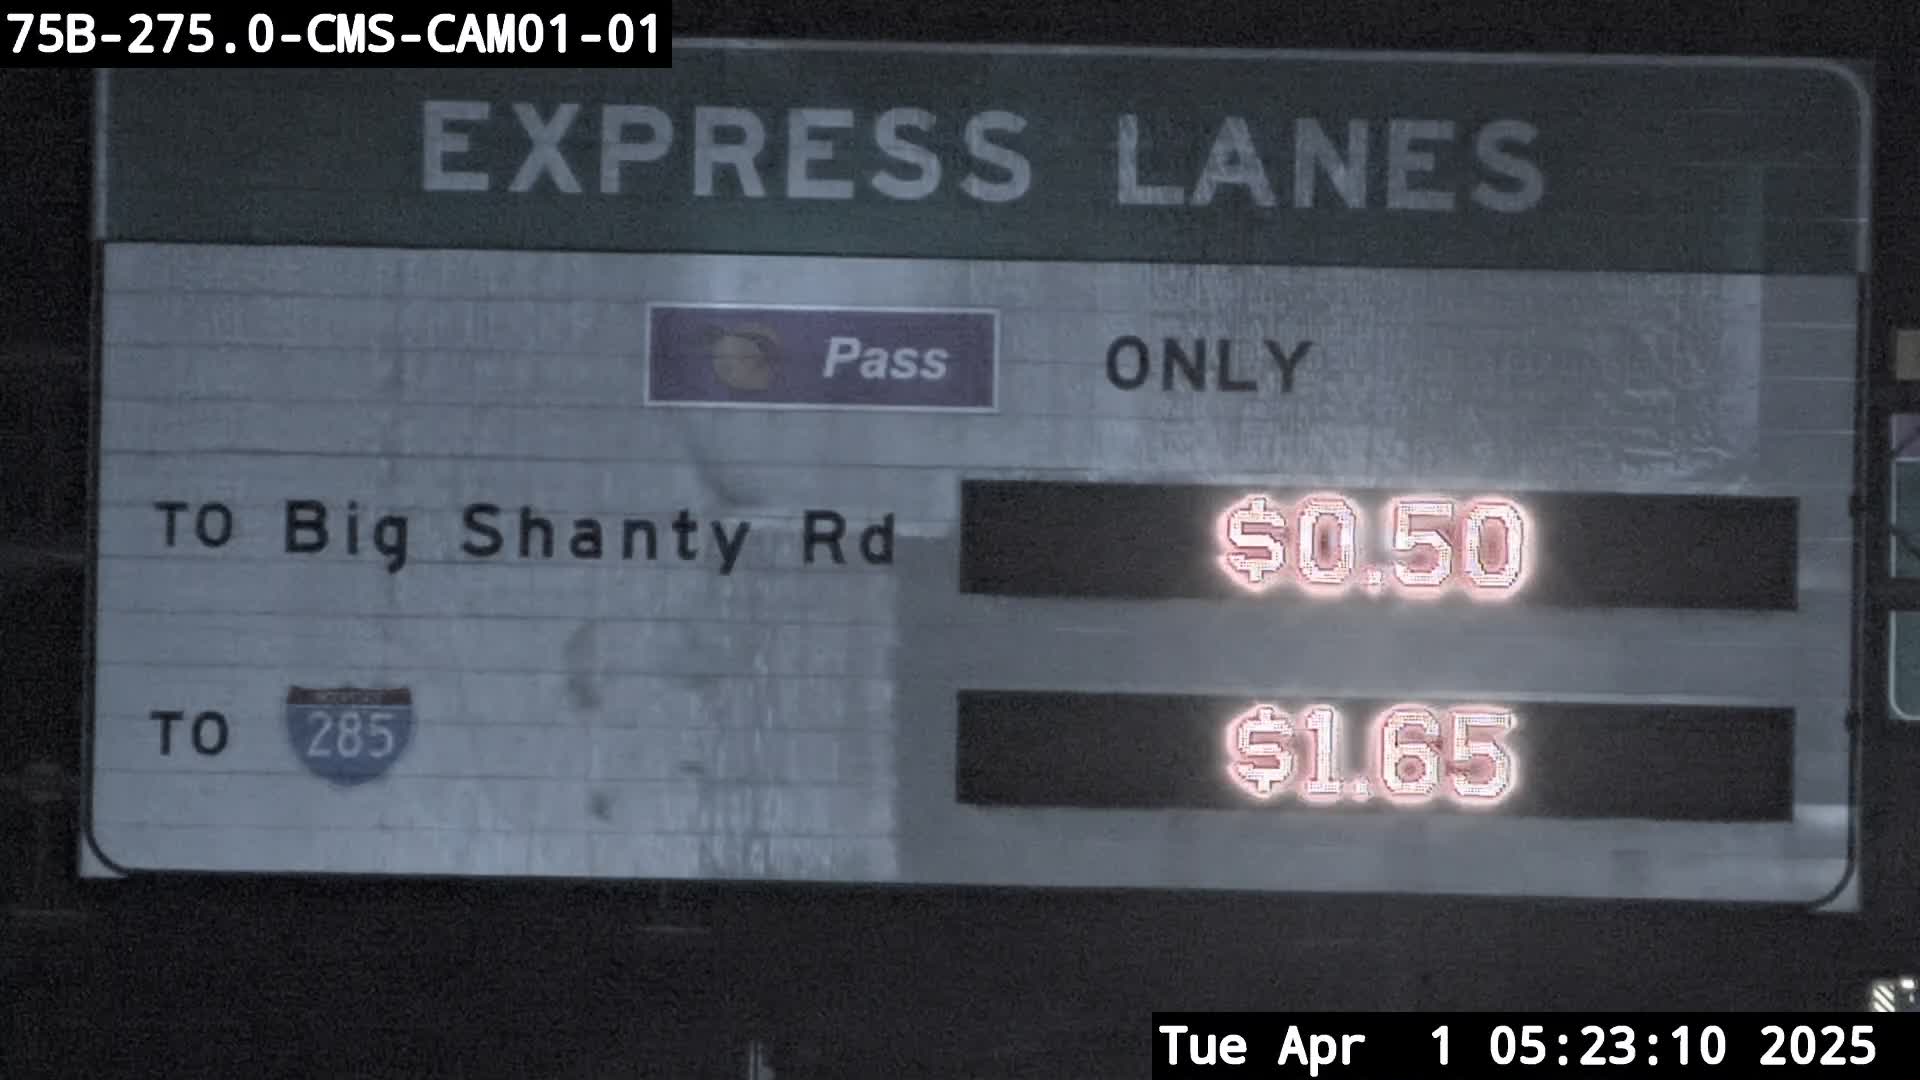 75B-275.0-CMS-CAM01-01
EXPRESS LANES
Pass ONLY
TO Big Shanty Rd $0.50
TO 285 $1.65
Tue Apr 1 05:23:10 2025